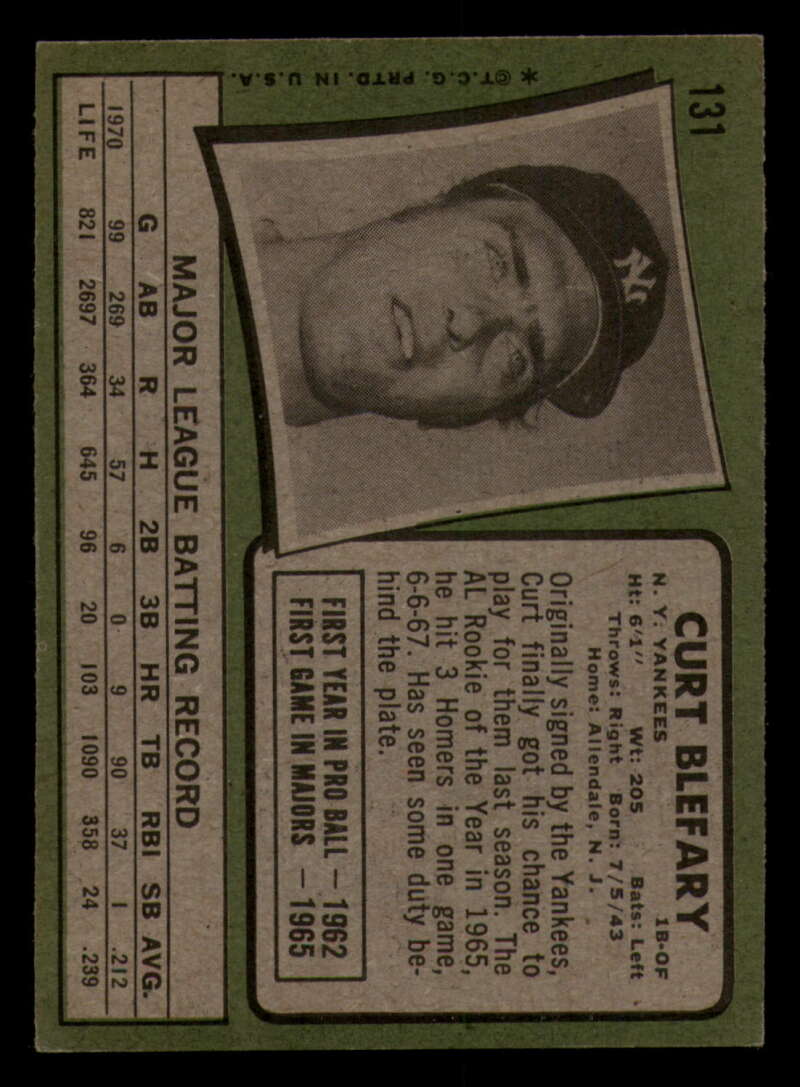 131
CURT BLEFARY
N. Y. YANKEES 1B-OF
Ht: 6'1" Wt: 205 Bats: Left
Throws: Right Born: 7/5/43
Home: Allendale, N. J.
Originally signed by the Yankees,
Curt finally got his chance to
play for them last season. The
AL Rookie of the Year in 1965,
he hit 3 Homers in one game,
6-6-67. Has seen some duty be-
hind the plate.
FIRST YEAR IN PRO BALL — 1962
FIRST GAME IN MAJORS — 1965
NY
MAJOR LEAGUE BATTING RECORD
G AB R H 2B 3B HR TB RBI SB AVG.
1970 99 269 34 57 6 0 9 90 37 1 .212
LIFE 821 2697 364 645 96 20 103 1090 358 24 .239
* ©T.C.G. PRTD. IN U.S.A.